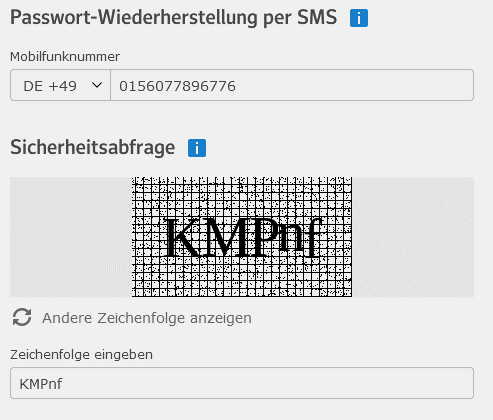 Passwort-Wiederherstellung per SMS i
Mobilfunknummer
DE +49 0156077896776
Sicherheitsabfrage i
KMPnf
Andere Zeichenfolge anzeigen
Zeichenfolge eingeben
KMPnf